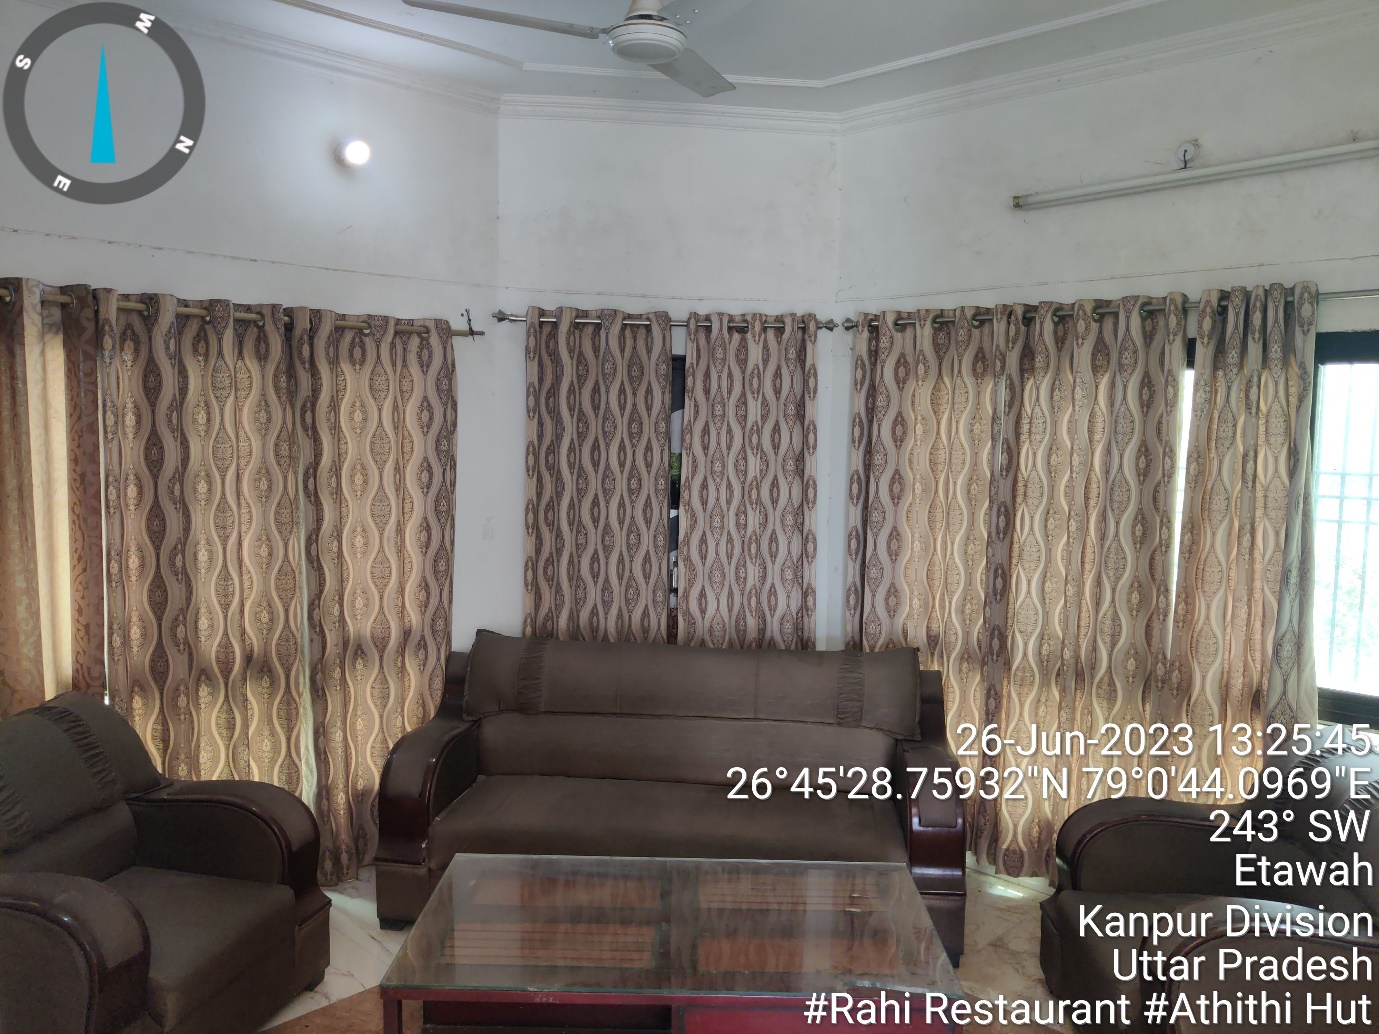 W
S
N
E
26-Jun-2023 13:25:45
26°45'28.75932"N 79°0'44.0969"E
243° SW
Etawah
Kanpur Division
Uttar Pradesh
#Rahi Restaurant #Athithi Hut